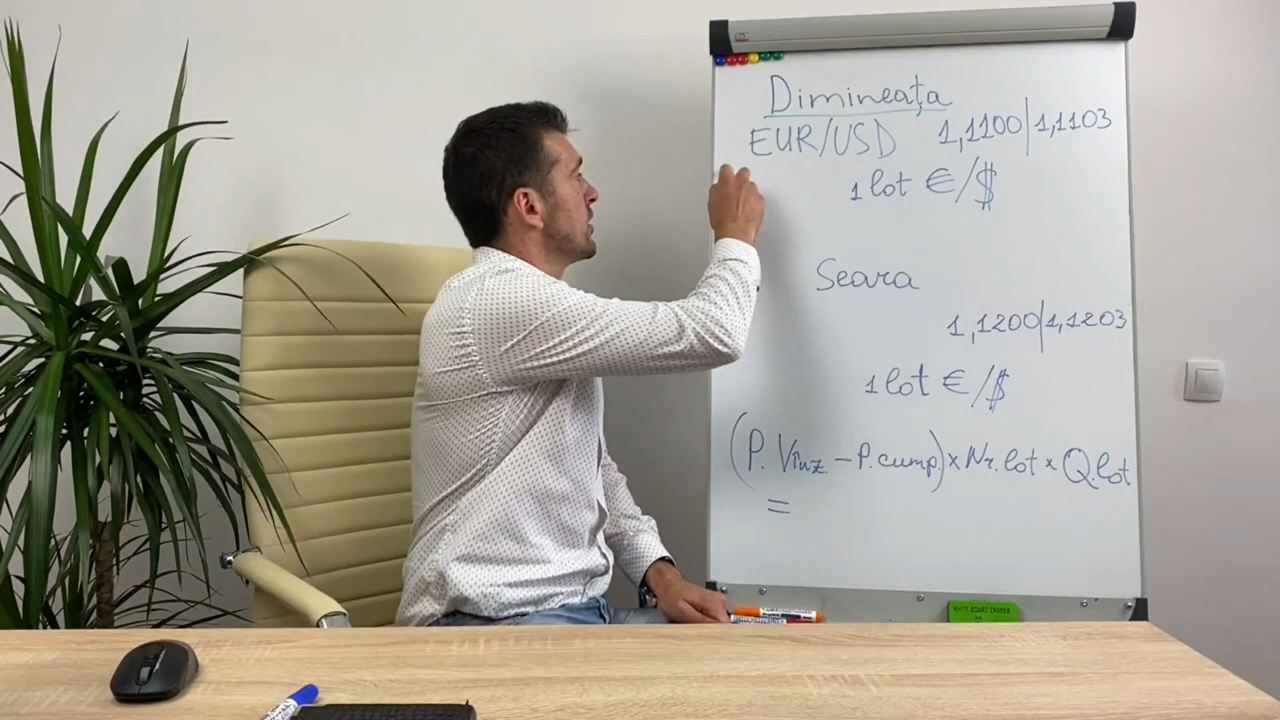 Dimineața
EUR/USD 1,1100|1,1103
1 lot €/$
Seara
1,1200|1,1203
1 lot €/$
(P. Vînz. - P. cump.) x Nr. lot x Q. lot
=